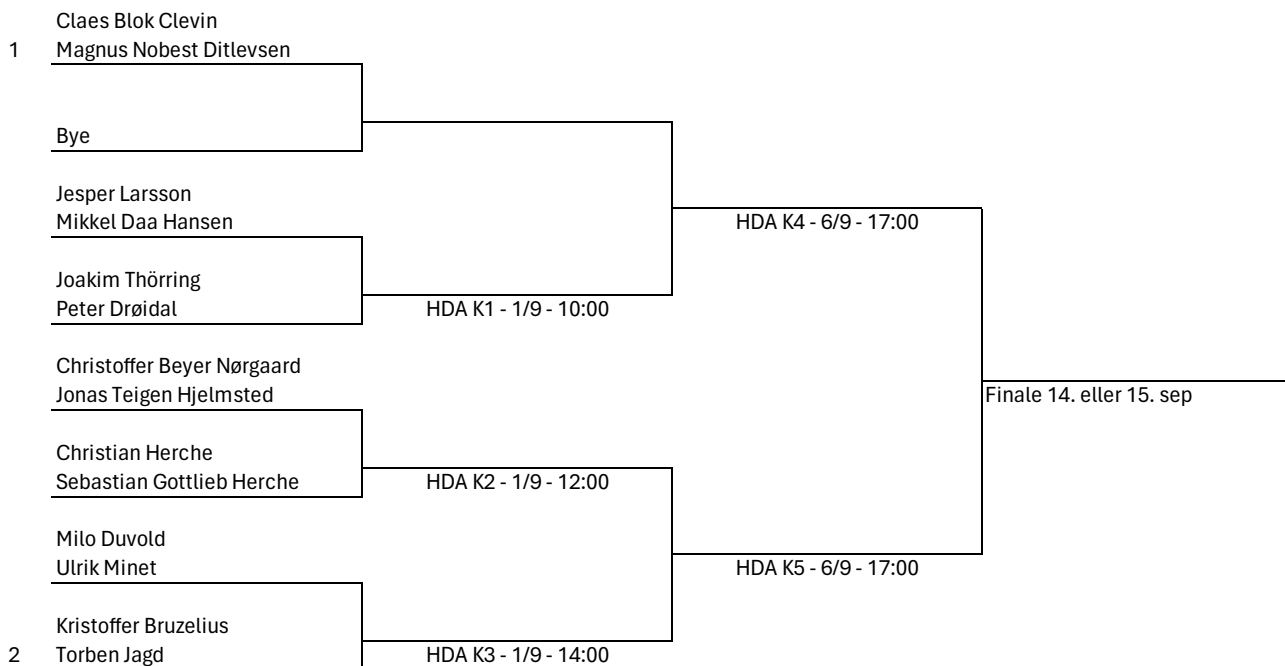 Claes Blok Clevin
1 Magnus Nobest Ditlevsen
Bye
Jesper Larsson
Mikkel Daa Hansen
HDA K4 - 6/9 - 17:00
Joakim Thörring
Peter Drøidal
HDA K1 - 1/9 - 10:00
Christoffer Beyer Nørgaard
Jonas Teigen Hjelmsted
Finale 14. eller 15. sep
Christian Herche
Sebastian Gottlieb Herche
HDA K2 - 1/9 - 12:00
Milo Duvold
Ulrik Minet
HDA K5 - 6/9 - 17:00
Kristoffer Bruzelius
2 Torben Jagd
HDA K3 - 1/9 - 14:00